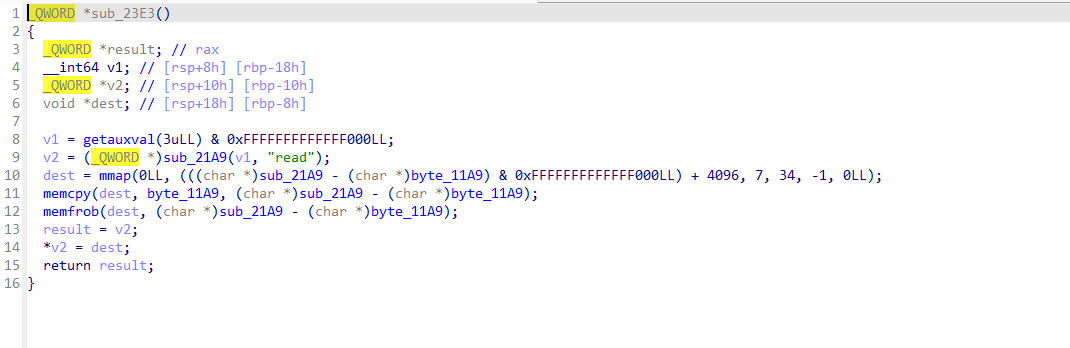 1 _QWORD *sub_23E3()
2 {
3   _QWORD *result; // rax
4   __int64 v1; // [rsp+8h] [rbp-18h]
5   _QWORD *v2; // [rsp+10h] [rbp-10h]
6   void *dest; // [rsp+18h] [rbp-8h]
7
8   v1 = getauxval(3uLL) & 0xFFFFFFFFFFFFF000LL;
9   v2 = (_QWORD *)sub_21A9(v1, "read");
10   dest = mmap(0LL, (((char *)sub_21A9 - (char *)byte_11A9) & 0xFFFFFFFFFFFFF000LL) + 4096, 7, 34, -1, 0LL);
11   memcpy(dest, byte_11A9, (char *)sub_21A9 - (char *)byte_11A9);
12   memfrob(dest, (char *)sub_21A9 - (char *)byte_11A9);
13   result = v2;
14   *v2 = dest;
15   return result;
16 }